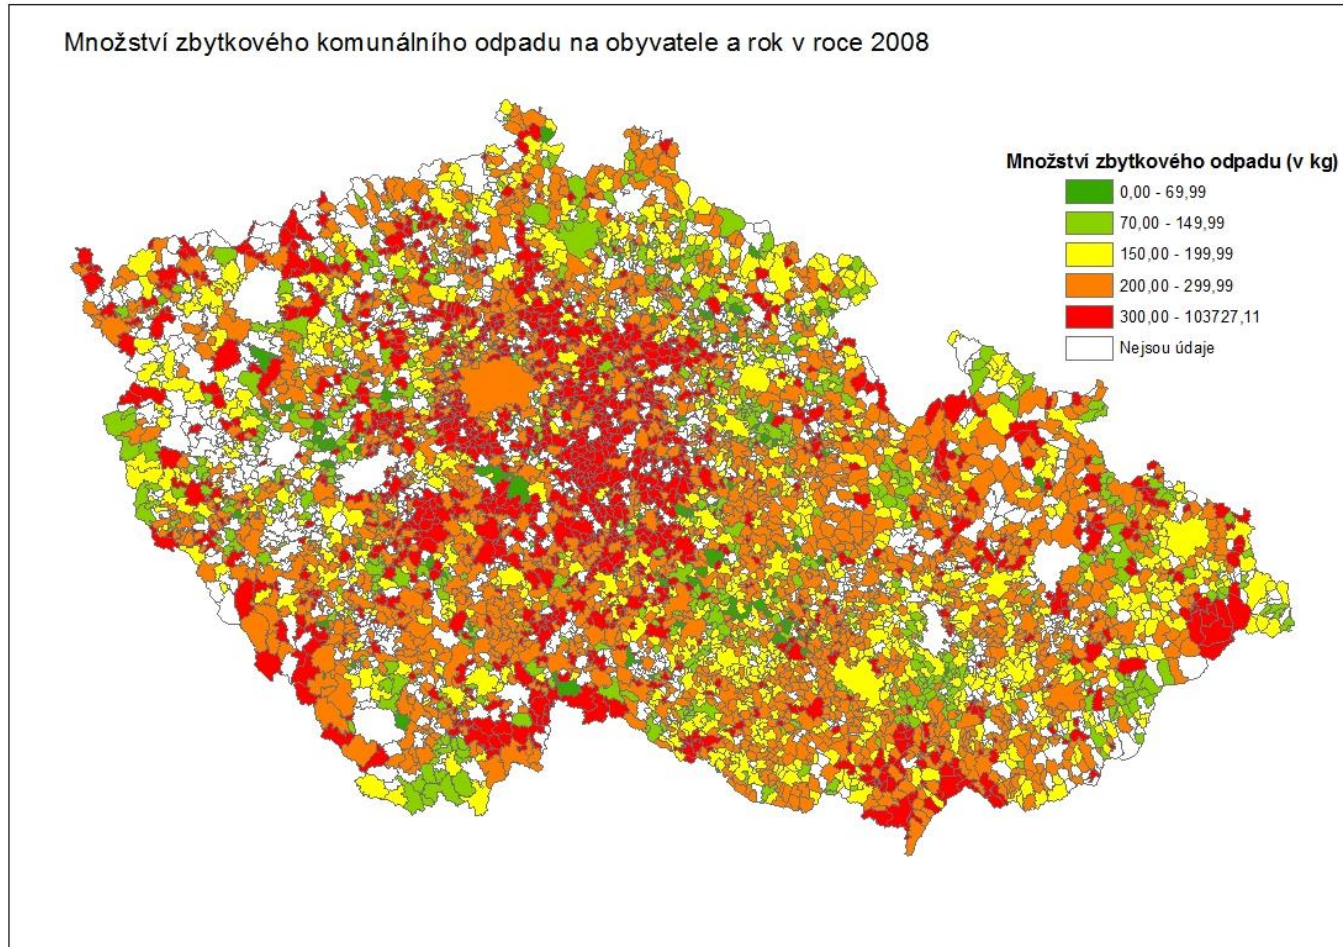 Množství zbytkového komunálního odpadu na obyvatele a rok v roce 2008
Množství zbytkového odpadu (v kg)
0,00 - 69,99
70,00 - 149,99
150,00 - 199,99
200,00 - 299,99
300,00 - 103727,11
Nejsou údaje